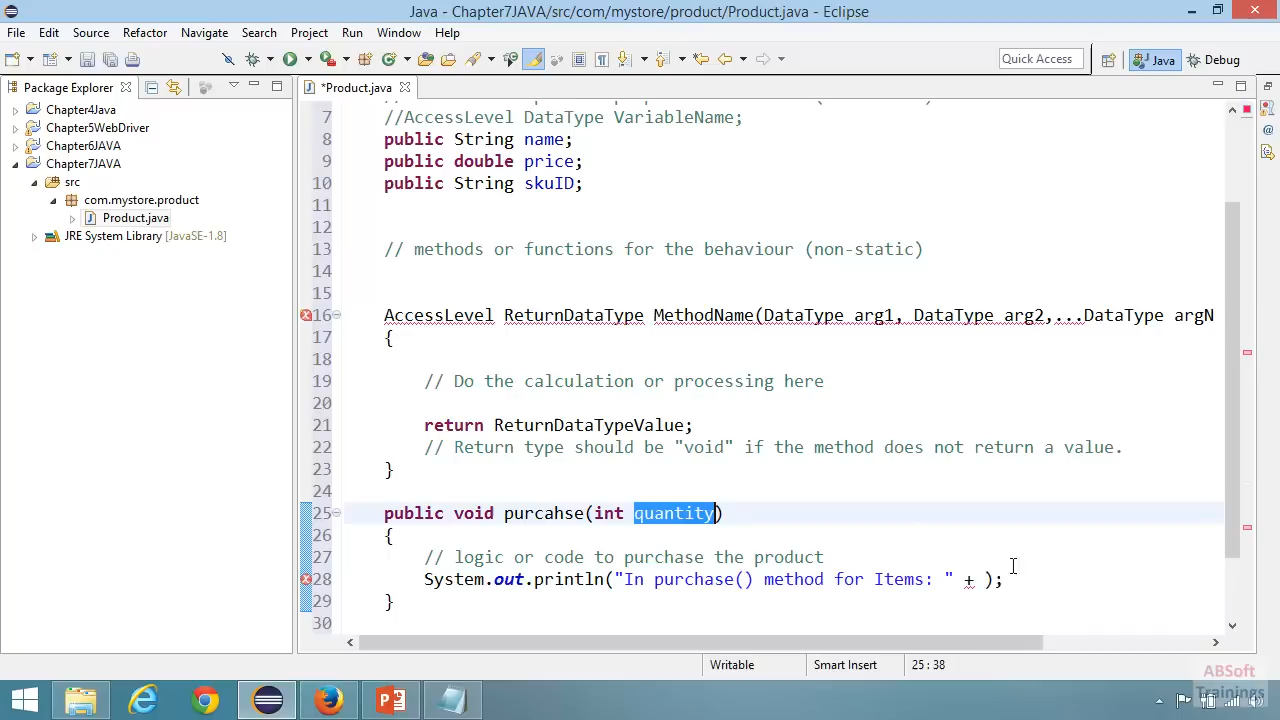 Java - Chapter7JAVA/src/com/mystore/product/Product.java - Eclipse
File Edit Source Refactor Navigate Search Project Run Window Help
Quick Access Java Debug
Package Explorer *Product.java
Chapter4Java
Chapter5WebDriver
Chapter6JAVA
Chapter7JAVA
src
com.mystore.product
Product.java
JRE System Library [JavaSE-1.8]
7 //AccessLevel DataType VariableName;
8 public String name;
9 public double price;
10 public String skuID;
11
12
13 // methods or functions for the behaviour (non-static)
14
15
16 AccessLevel ReturnDataType MethodName(DataType arg1, DataType arg2,...DataType argN
17 {
18
19 // Do the calculation or processing here
20
21 return ReturnDataTypeValue;
22 // Return type should be "void" if the method does not return a value.
23 }
24
25 public void purcahse(int quantity)
26 {
27 // logic or code to purchase the product
28 System.out.println("In purchase() method for Items: " + );
29 }
30
Writable Smart Insert 25 : 38
ABSoft
Trainings